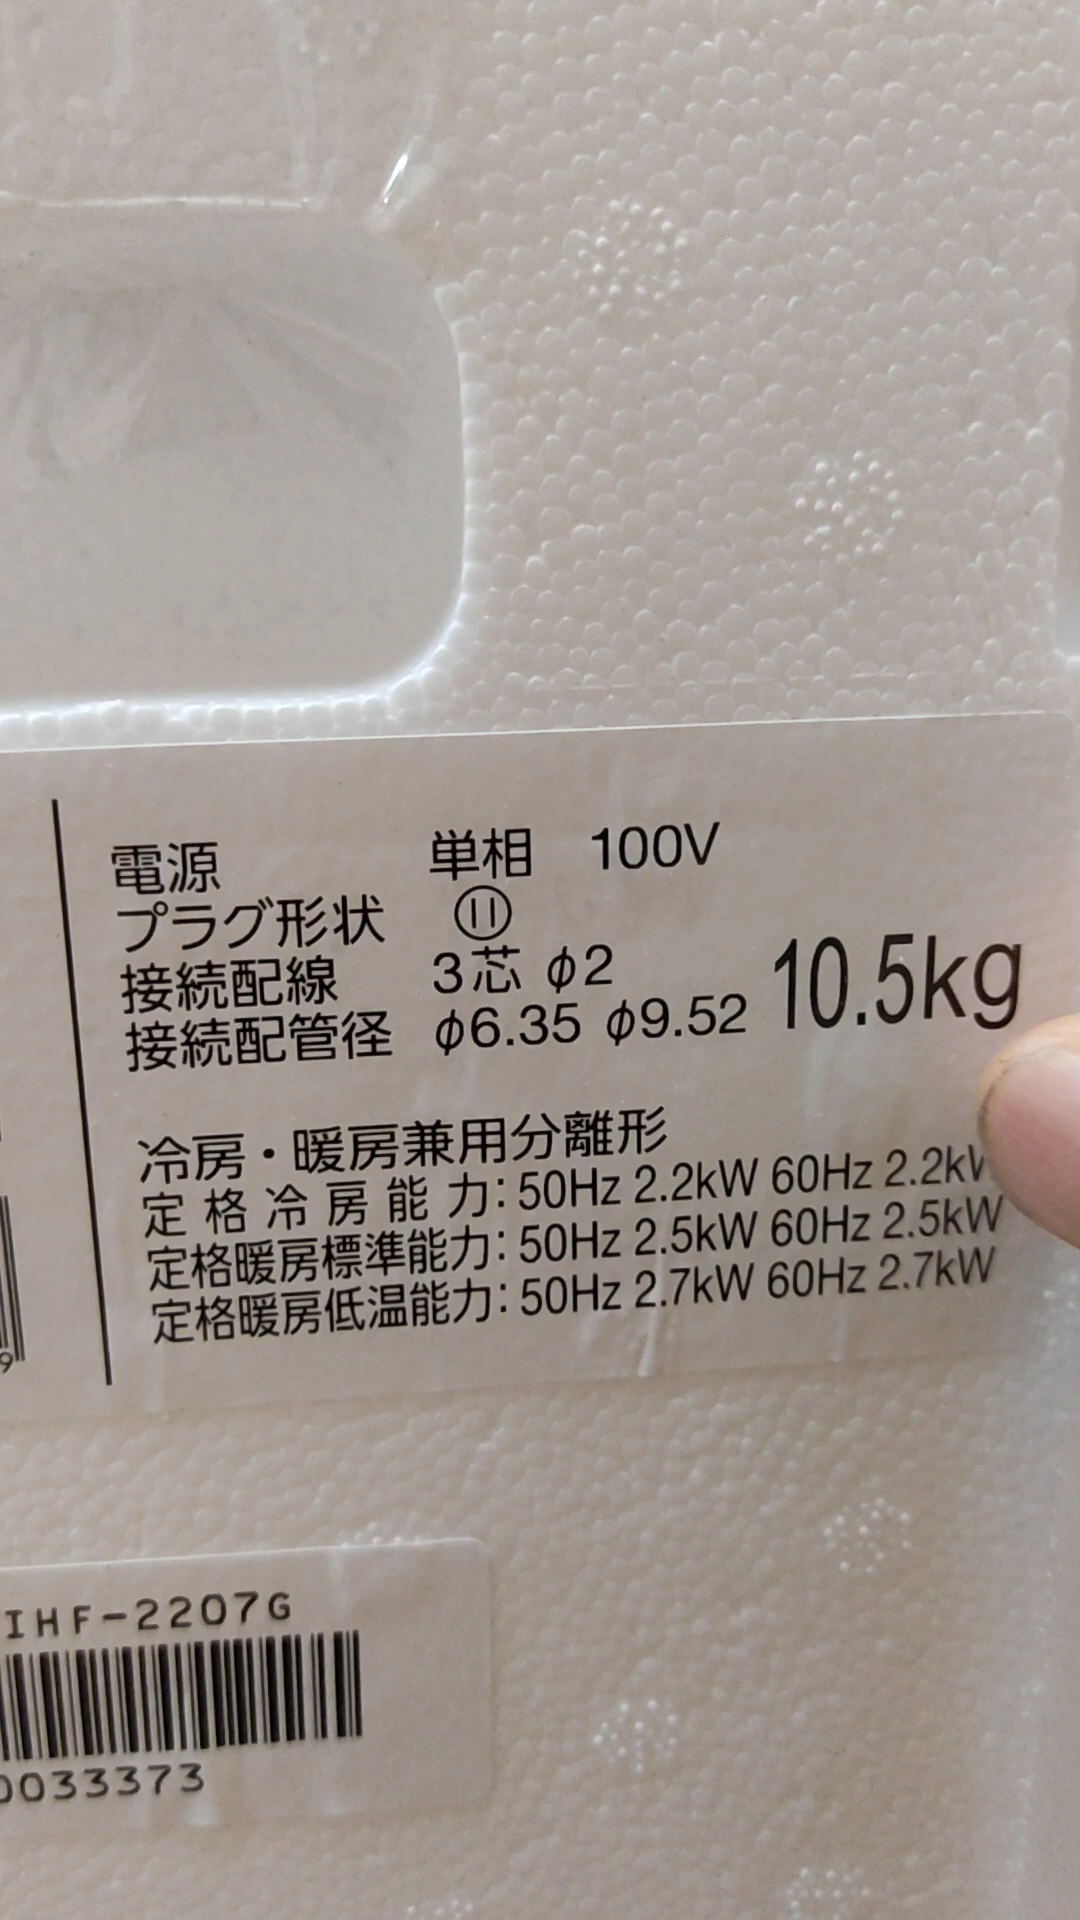 電源 単相 100V
プラグ形状
接続配線 3芯 φ2
接続配管径 φ6.35 φ9.52
10.5kg
冷房・暖房兼用分離形
定格冷房能力:50Hz 2.2kW 60Hz 2.2k
定格暖房標準能力:50Hz 2.5kW 60Hz 2.5kW
定格暖房低温能力:50Hz 2.7kW 60Hz 2.7kW
9
IHF-2207G
0033373